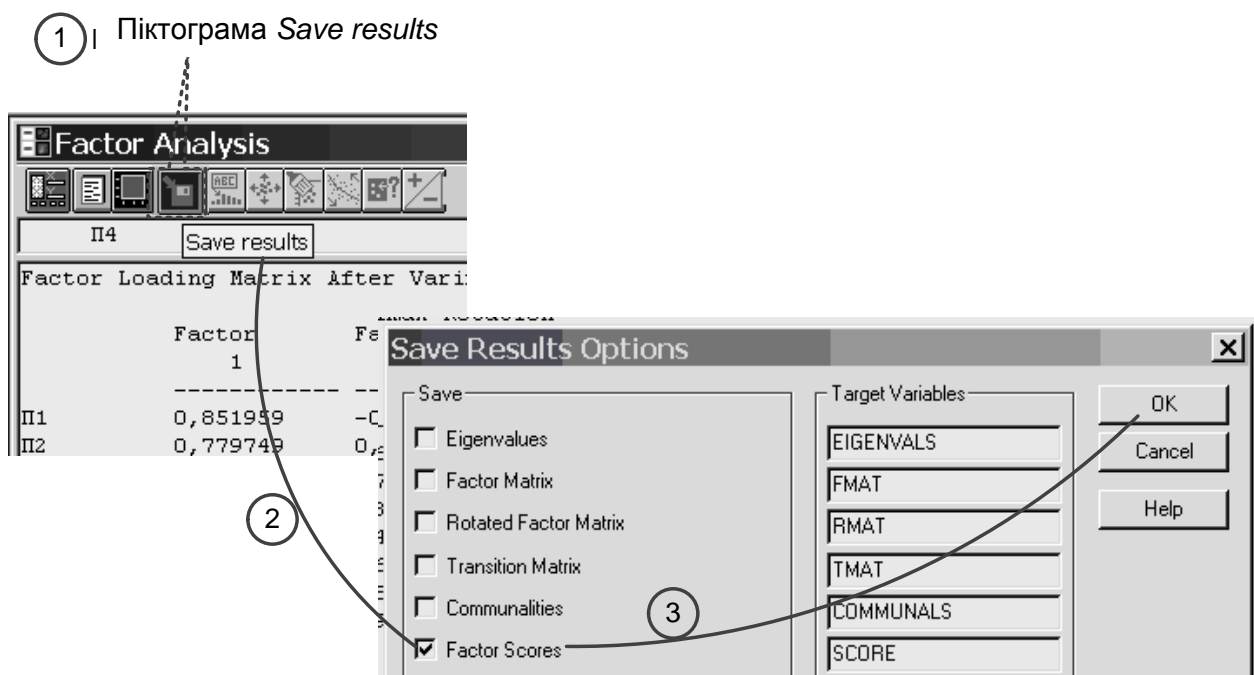 1 Піктограма Save results
Factor Analysis
П4
Save results
Factor Loading Matrix After Vari
Factor
1
------------
П1 0,851959 -0
П2 0,779749 0,
2
Save Results Options
Save
Eigenvalues
Factor Matrix
Rotated Factor Matrix
Transition Matrix
Communalities
Factor Scores
3
Target Variables
EIGENVALS
FMAT
RMAT
TMAT
COMMUNALS
SCORE
OK
Cancel
Help